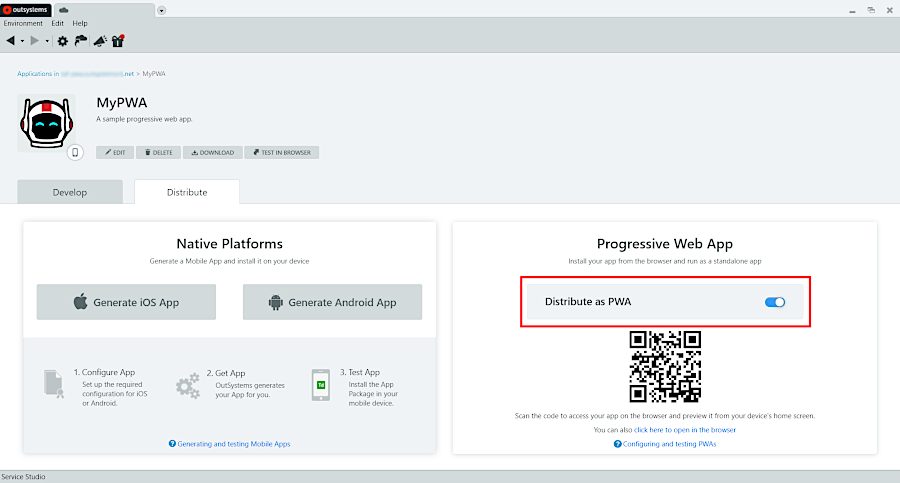 outsystems
Environment Edit Help
Applications in .net > MyPWA
MyPWA
A sample progressive web app.
EDIT DELETE DOWNLOAD TEST IN BROWSER
Develop Distribute
Native Platforms
Generate a Mobile App and install it on your device
Generate iOS App Generate Android App
1. Configure App
Set up the required
configuration for iOS
or Android.
2. Get App
OutSystems generates
your App for you.
3. Test App
Install the App
Package in your
mobile device.
Generating and testing Mobile Apps
Progressive Web App
Install your app from the browser and run as a standalone app
Distribute as PWA
Scan the code to access your app on the browser and preview it from your device's home screen.
You can also click here to open in the browser
Configuring and testing PWAs
Service Studio